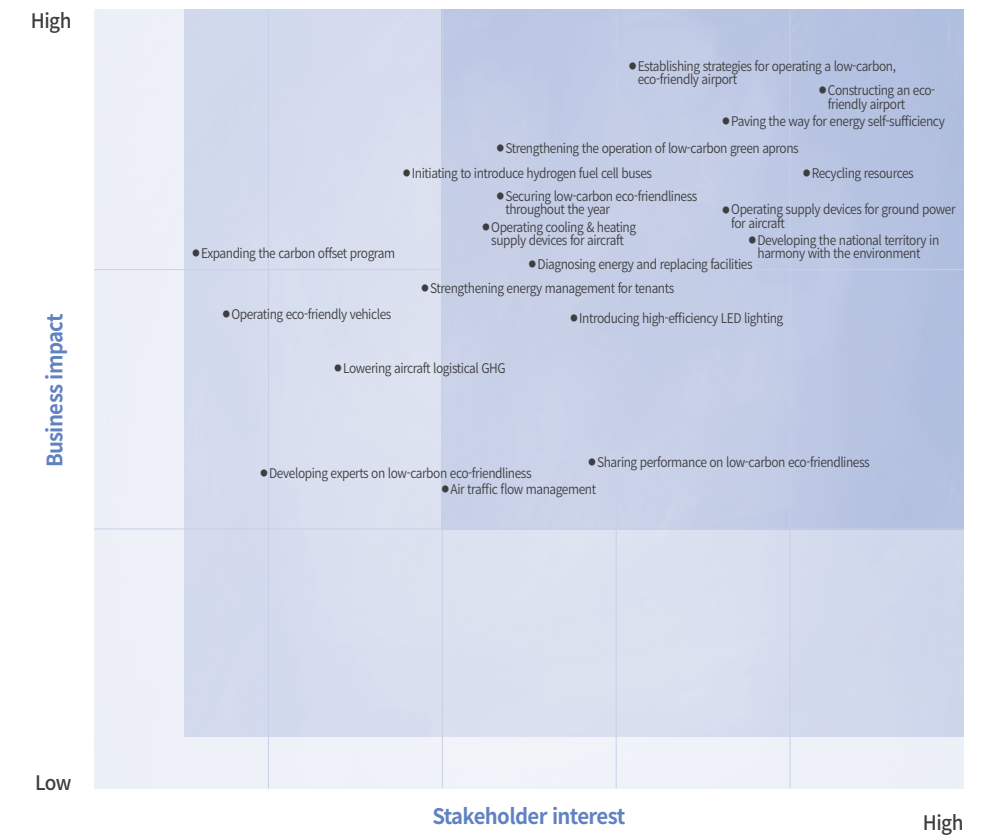 High
Establishing strategies for operating a low-carbon,
eco-friendly airport
Constructing an eco-
friendly airport
Paving the way for energy self-sufficiency
Strengthening the operation of low-carbon green aprons
Initiating to introduce hydrogen fuel cell buses
Recycling resources
Securing low-carbon eco-friendliness
throughout the year
Operating supply devices for ground power
for aircraft
Operating cooling & heating
supply devices for aircraft
Developing the national territory in
harmony with the environment
Expanding the carbon offset program
Diagnosing energy and replacing facilities
Strengthening energy management for tenants
Operating eco-friendly vehicles
Introducing high-efficiency LED lighting
Lowering aircraft logistical GHG
Sharing performance on low-carbon eco-friendliness
Developing experts on low-carbon eco-friendliness
Air traffic flow management
Business impact
Low
Stakeholder interest
High